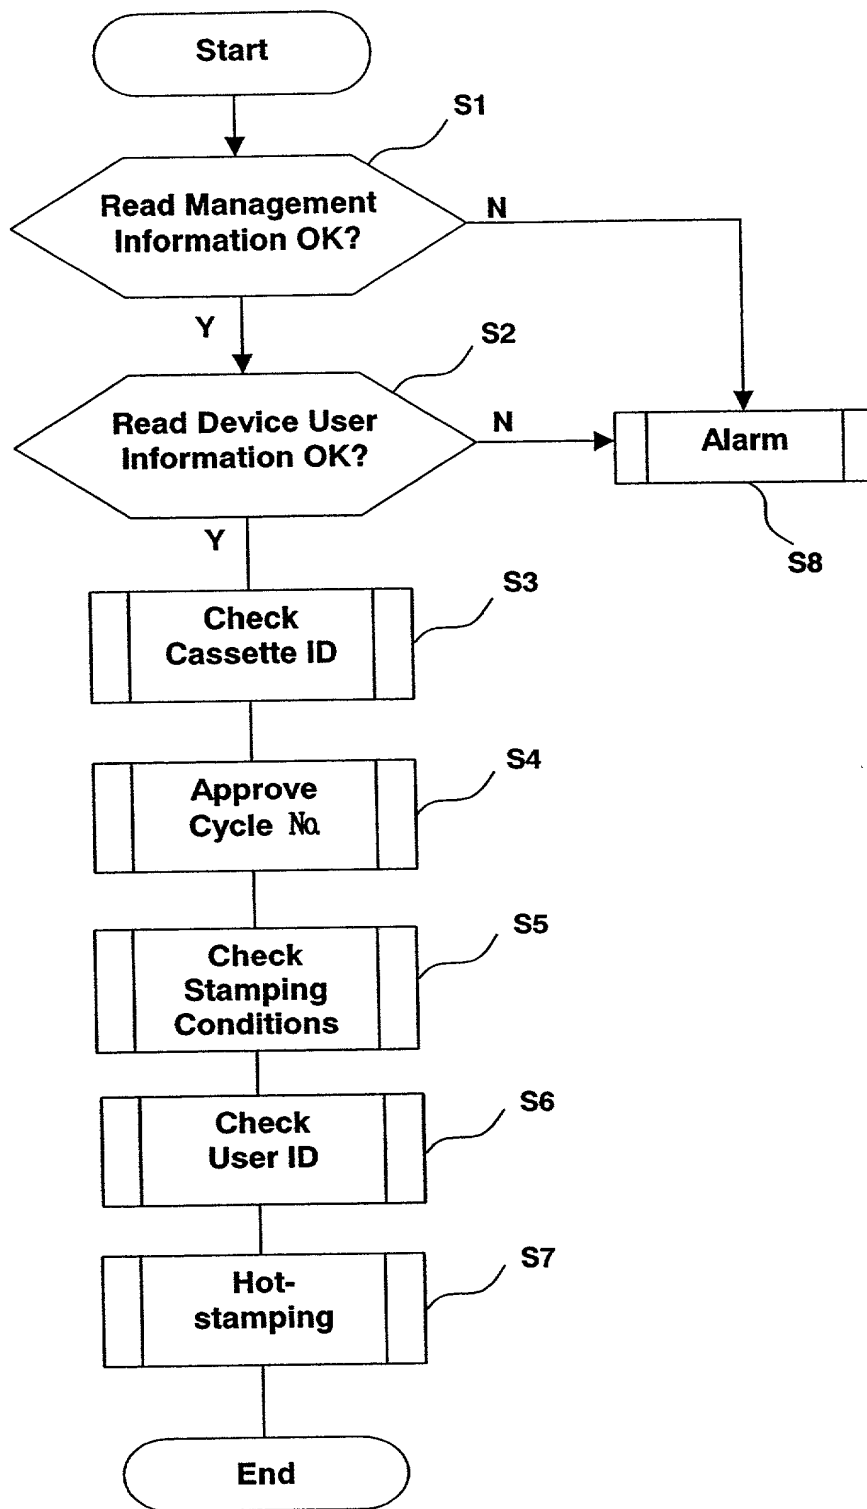 Start
S1
Read Management
Information OK?
N
Y
S2
Read Device User
Information OK?
N
Alarm
Y
S8
S3
Check
Cassette ID
S4
Approve
Cycle No.
S5
Check
Stamping
Conditions
S6
Check
User ID
S7
Hot-
stamping
End